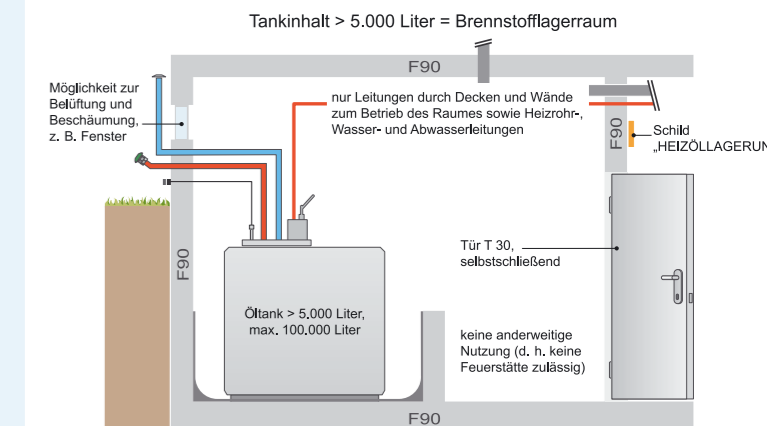 Tankinhalt > 5.000 Liter = Brennstofflagerraum
F90
Möglichkeit zur
Belüftung und
Beschäumung,
z. B. Fenster
nur Leitungen durch Decken und Wände
zum Betrieb des Raumes sowie Heizrohr-,
Wasser- und Abwasserleitungen
F90
Schild
„HEIZÖLLAGERUN
F90
Tür T 30,
selbstschließend
Öltank > 5.000 Liter,
max. 100.000 Liter
keine anderweitige
Nutzung (d. h. keine
Feuerstätte zulässig)
F90